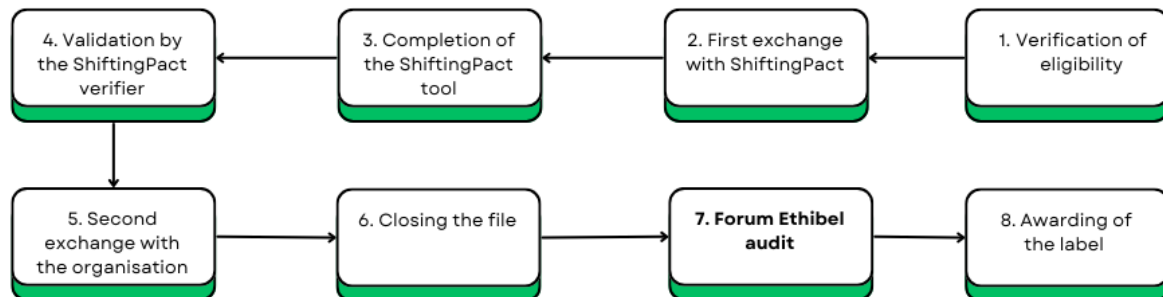 4. Validation by
the ShiftingPact
verifier
3. Completion of
the ShiftingPact
tool
2. First exchange
with ShiftingPact
1. Verification of
eligibility
5. Second
exchange with
the organisation
6. Closing the file
7. Forum Ethibel
audit
8. Awarding of
the label